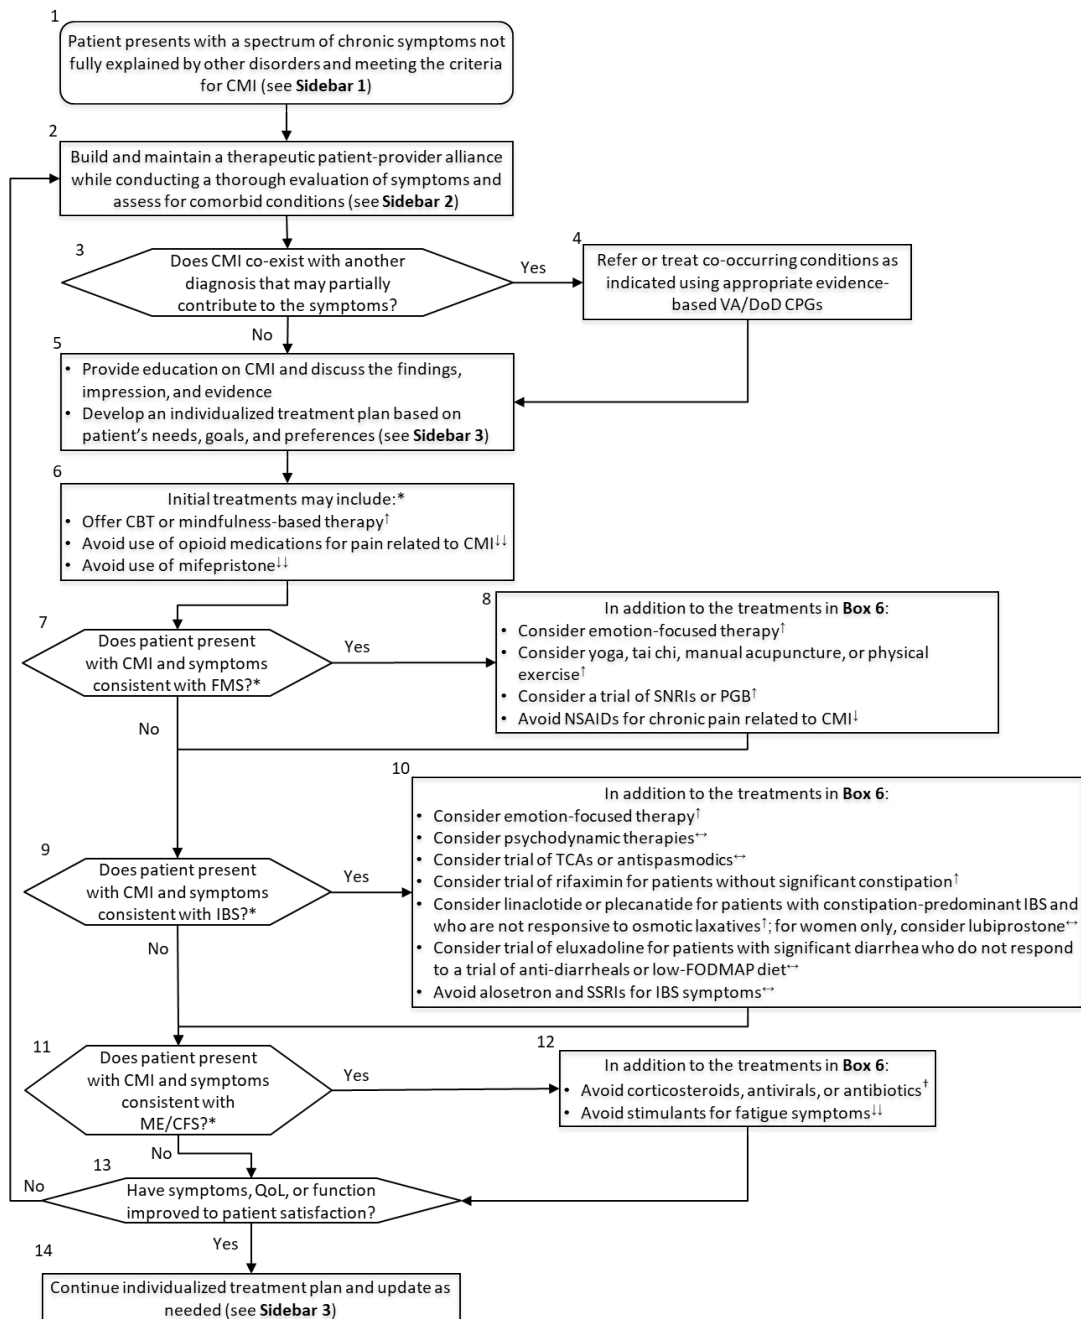 1
Patient presents with a spectrum of chronic symptoms not
fully explained by other disorders and meeting the criteria
for CMI (see Sidebar 1)
2
Build and maintain a therapeutic patient-provider alliance
while conducting a thorough evaluation of symptoms and
assess for comorbid conditions (see Sidebar 2)
3
Does CMI co-exist with another
diagnosis that may partially
contribute to the symptoms?
Yes
4
Refer or treat co-occurring conditions as
indicated using appropriate evidence-
based VA/DoD CPGs
No
5
• Provide education on CMI and discuss the findings,
impression, and evidence
• Develop an individualized treatment plan based on
patient’s needs, goals, and preferences (see Sidebar 3)
6
Initial treatments may include:*
• Offer CBT or mindfulness-based therapy↑
• Avoid use of opioid medications for pain related to CMI↓↓
• Avoid use of mifepristone↓↓
7
Does patient present
with CMI and symptoms
consistent with FMS?*
Yes
8
In addition to the treatments in Box 6:
• Consider emotion-focused therapy↑
• Consider yoga, tai chi, manual acupuncture, or physical
exercise↑
• Consider a trial of SNRIs or PGB↑
• Avoid NSAIDs for chronic pain related to CMI↓
No
9
Does patient present
with CMI and symptoms
consistent with IBS?*
Yes
10
In addition to the treatments in Box 6:
• Consider emotion-focused therapy↑
• Consider psychodynamic therapies↔
• Consider trial of TCAs or antispasmodics↔
• Consider trial of rifaximin for patients without significant constipation↑
• Consider linaclotide or plecanatide for patients with constipation-predominant IBS and
who are not responsive to osmotic laxatives↑; for women only, consider lubiprostone↔
• Consider trial of eluxadoline for patients with significant diarrhea who do not respond
to a trial of anti-diarrheals or low-FODMAP diet↔
• Avoid alosetron and SSRIs for IBS symptoms↔
No
11
Does patient present
with CMI and symptoms
consistent with
ME/CFS?*
Yes
12
In addition to the treatments in Box 6:
• Avoid corticosteroids, antivirals, or antibiotics†
• Avoid stimulants for fatigue symptoms↓↓
No
13
Have symptoms, QoL, or function
improved to patient satisfaction?
No
Yes
14
Continue individualized treatment plan and update as
needed (see Sidebar 3)